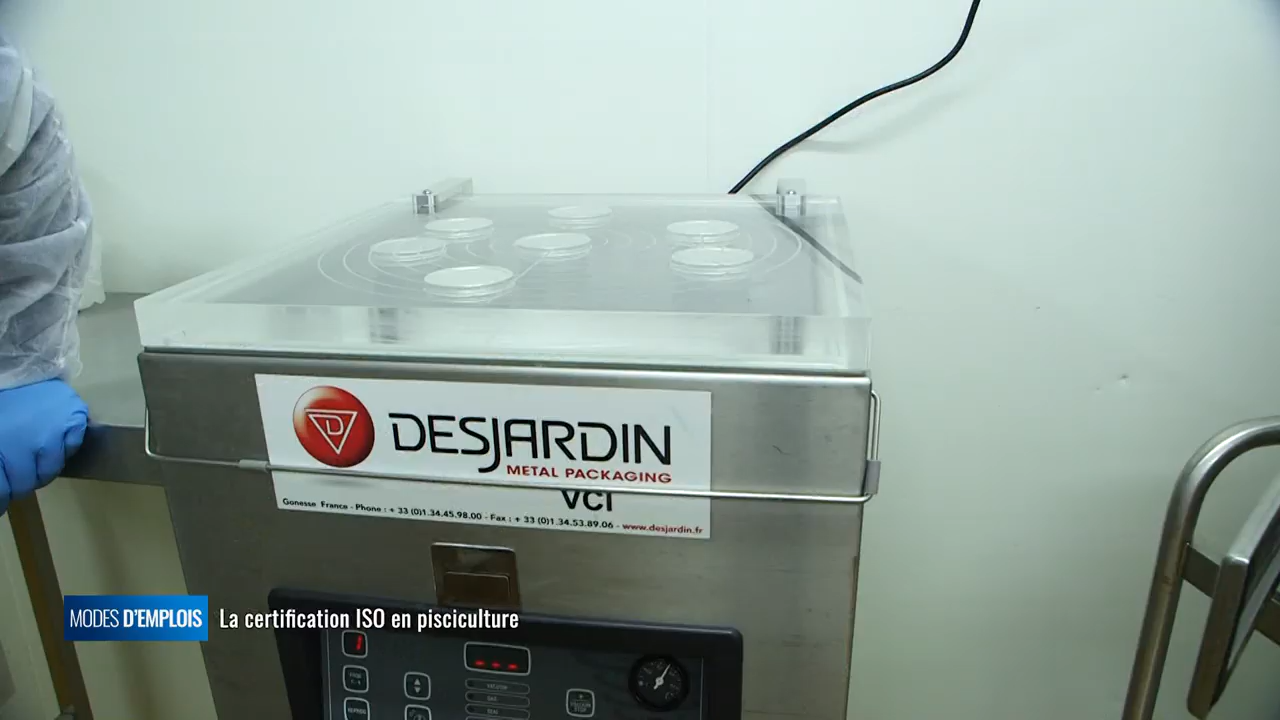 D
DESJARDIN
METAL PACKAGING
VCI
Gonesse France - Phone : + 33 (0)1.34.45.98.00 - Fax : + 33 (0)1.34.53.89.06 - www.desjardin.fr
MODES D'EMPLOIS La certification ISO en pisciculture
1